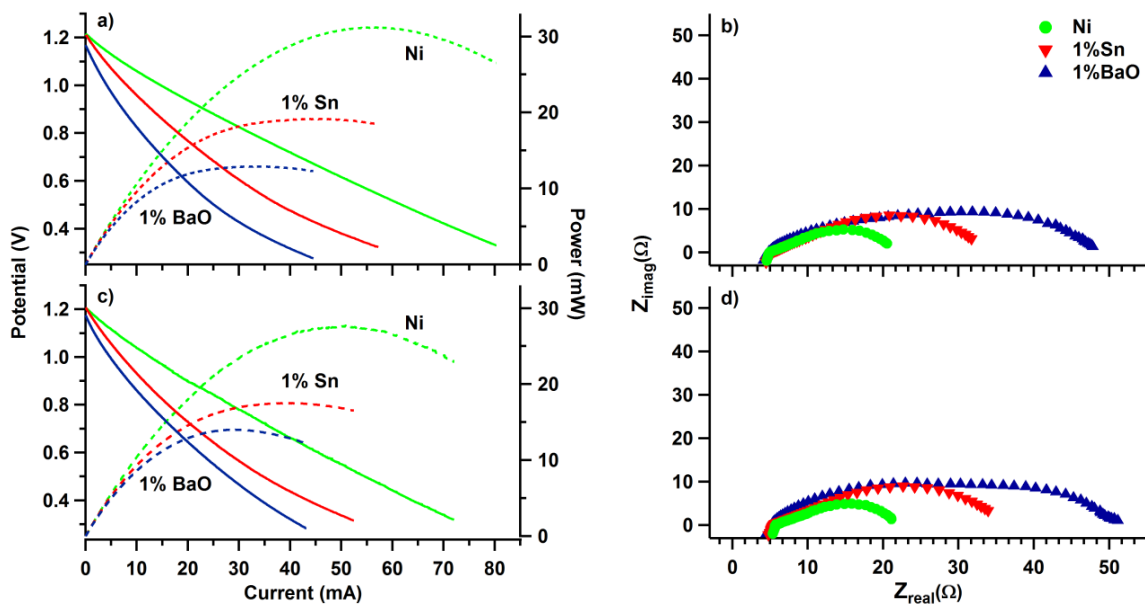 a)
1.2
1.0
0.8
0.6
0.4
Ni
1% Sn
1% BaO
30
20
10
0
c)
1.2
1.0
0.8
0.6
0.4
Ni
1% Sn
1% BaO
30
20
10
0
0 10 20 30 40 50 60 70 80
Current (mA)
Potential (V)
Power (mW)
b)
50
40
30
20
10
0
Ni
1%Sn
1%BaO
d)
50
40
30
20
10
0
0 10 20 30 40 50
Zreal(Ω)
Zimag(Ω)